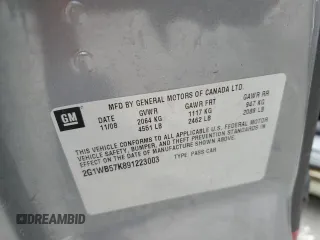 MFD BY GENERAL MOTORS OF CANADA LTD.
GM
DATE GVWR GAWR FRT GAWR RR
11/08 2064 KG 1117 KG 947 KG
4551 LB 2462 LB 2089 LB
THIS VEHICLE CONFORMS TO ALL APPLICABLE U.S. FEDERAL MOTOR
VEHICLE SAFETY, BUMPER, AND THEFT PREVENTION STANDARDS IN
EFFECT ON THE DATE OF MANUFACTURE SHOWN ABOVE.
2G1WB57K891223003 TYPE: PASS CAR